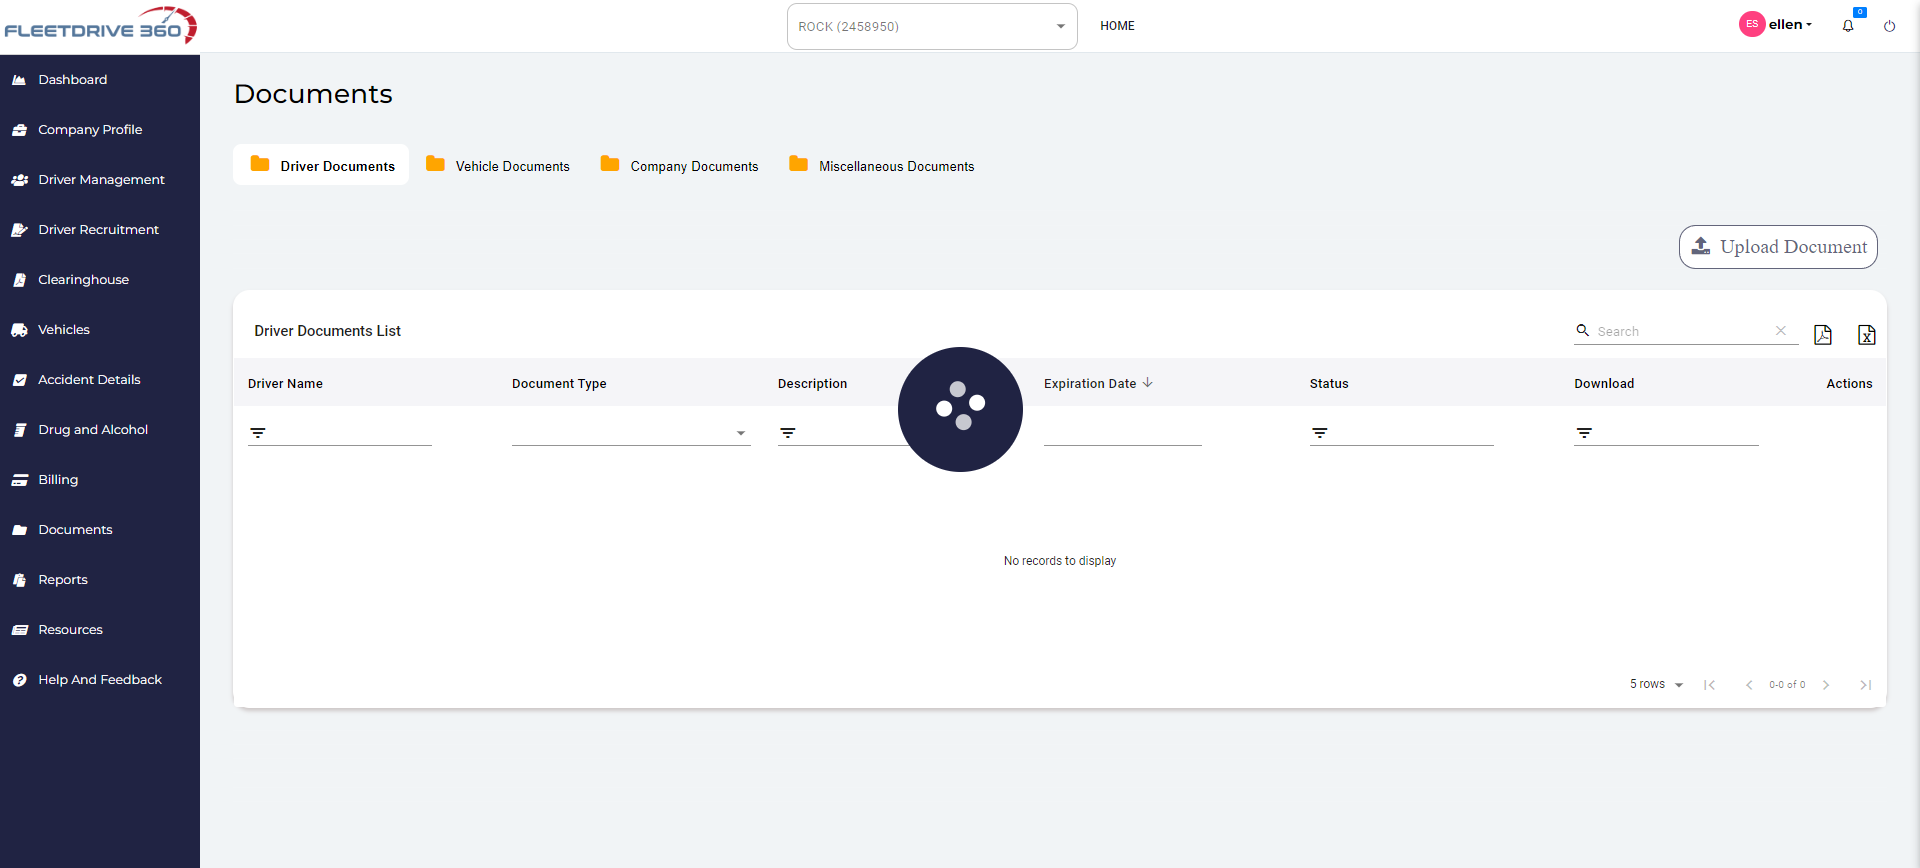 FLEETDRIVE 360
ROCK (2458950)
HOME
ES
ellen
0
Dashboard
Company Profile
Driver Management
Driver Recruitment
Clearinghouse
Vehicles
Accident Details
Drug and Alcohol
Billing
Documents
Reports
Resources
Help And Feedback
Documents
Driver Documents
Vehicle Documents
Company Documents
Miscellaneous Documents
Upload Document
Driver Documents List
Search
Driver Name
Document Type
Description
Expiration Date
Status
Download
Actions
No records to display
5 rows
0-0 of 0